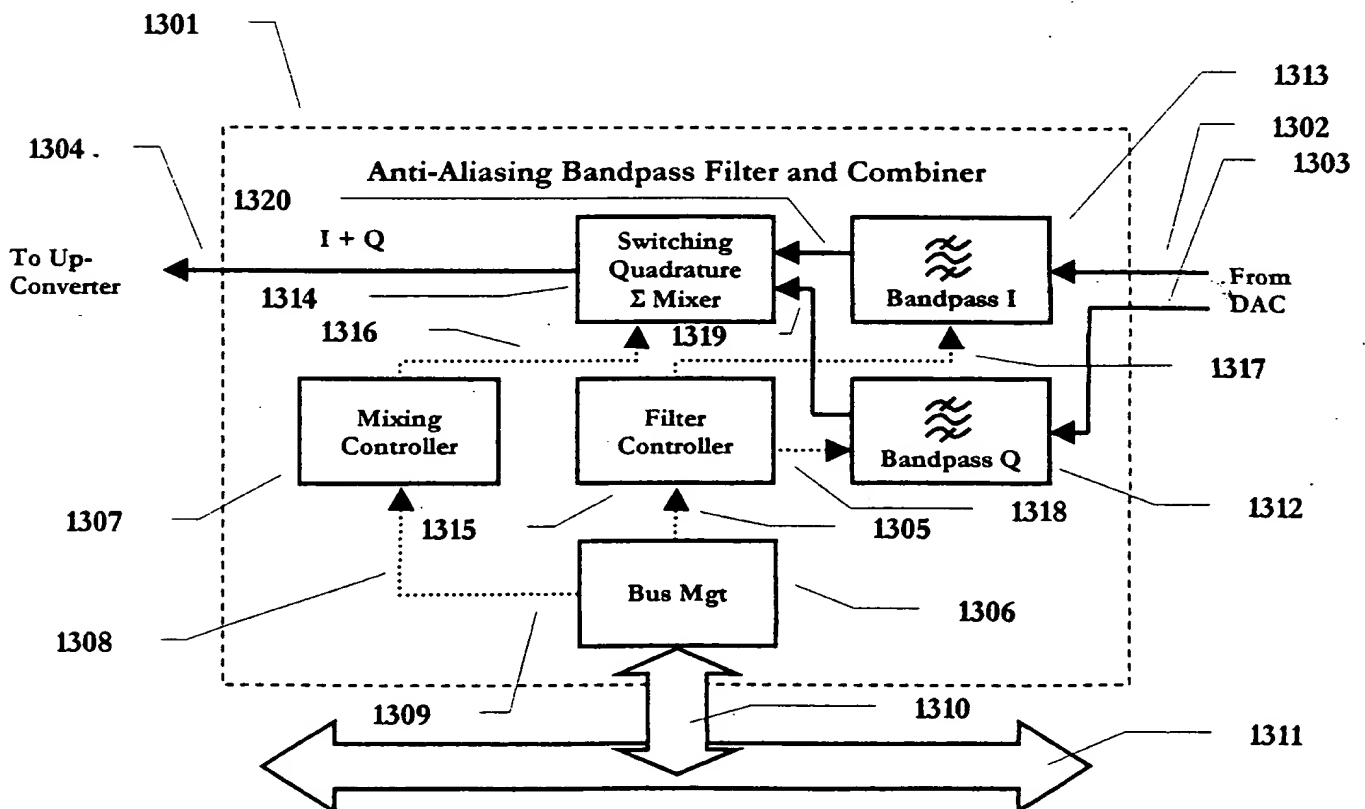 1301
1313
1302
1304
1303
Anti-Aliasing Bandpass Filter and Combiner
1320
I + Q
Switching
Quadrature
Σ Mixer
Bandpass I
To Up-
Converter
From
DAC
1314
1316
1319
1317
Mixing
Controller
Filter
Controller
Bandpass Q
1307
1315
1305
1318
1312
Bus Mgt
1306
1308
1309
1310
1311